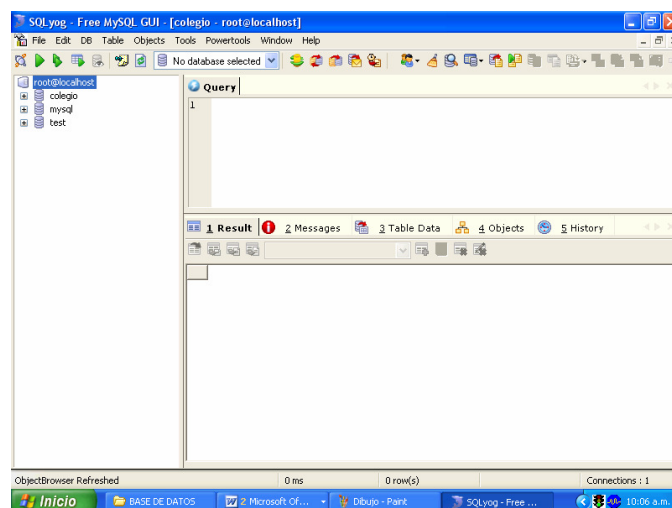 SQLyog - Free MySQL GUI - [colegio - root@localhost]
File Edit DB Table Objects Tools Powertools Window Help
No database selected
root@localhost
colegio
mysql
test
Query
1
1 Result 2 Messages 3 Table Data 4 Objects 5 History
ObjectBrowser Refreshed 0 ms 0 row(s) Connections : 1
Inicio BASE DE DATOS 2 Microsoft Of... Dibujo - Paint SQLyog - Free ... 10:06 a.m.